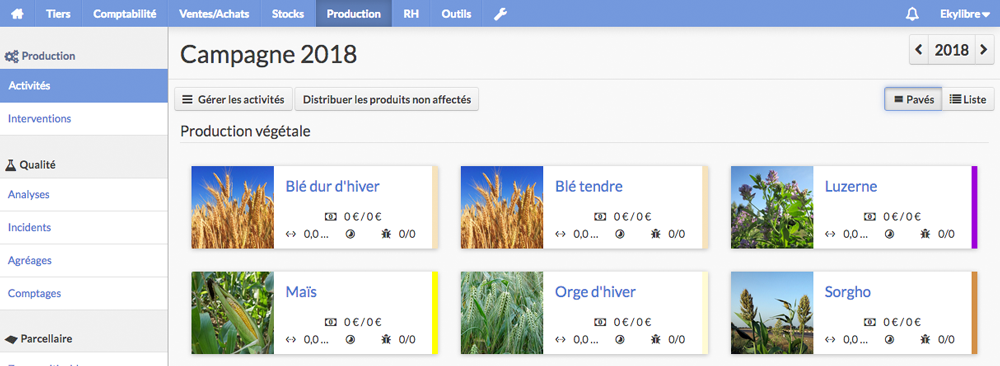 Tiers Comptabilité Ventes/Achats Stocks Production RH Outils Ekylibre
Production
Activités
Interventions
Qualité
Analyses
Incidents
Agréages
Comptages
Parcellaire
Campagne 2018
2018
Gérer les activités Distribuer les produits non affectés Pavés Liste
Production végétale
Blé dur d'hiver
0 € / 0 €
0,0 ... 0/0
Blé tendre
0 € / 0 €
0,0 ... 0/0
Luzerne
0 € / 0 €
0,0 ... 0/0
Maïs
0 € / 0 €
0,0 ... 0/0
Orge d'hiver
0 € / 0 €
0,0 ... 0/0
Sorgho
0 € / 0 €
0,0 ... 0/0